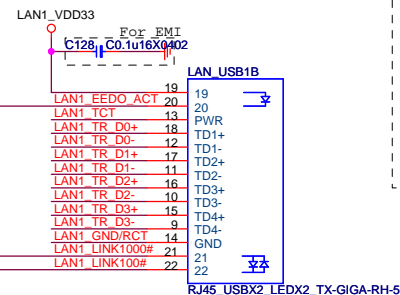 LAN1_VDD33
For EMI
C128 C0.1u16X0402
LAN_USB1B
19 19
LAN1_EEDO_ACT 20 20
LAN1_TCT 13 PWR
LAN1_TR_D0+ 18 TD1+
LAN1_TR_D0- 12 TD1-
LAN1_TR_D1+ 17 TD2+
LAN1_TR_D1- 11 TD2-
LAN1_TR_D2+ 16 TD3+
LAN1_TR_D2- 10 TD3-
LAN1_TR_D3+ 15 TD4+
LAN1_TR_D3- 9 TD4-
LAN1_GND/RCT 14 GND
LAN1_LINK1000# 21 21
LAN1_LINK100# 22 22
RJ45_USBX2_LEDX2_TX-GIGA-RH-5